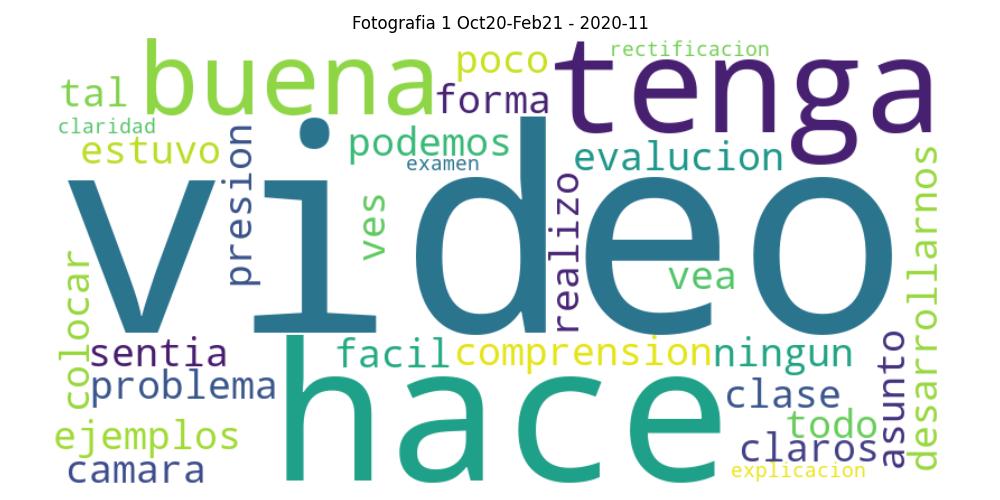 Fotografia 1 Oct20-Feb21 - 2020-11
rectificacion
buena
poco
tenga
tal
forma
claridad
estuvo
presion
podemos
examen
evalucion
video
ves
realizo
vea
desarrollarnos
colocar
sentia
facil
comprension
ningun
asunto
problema
hace
clase
todo
ejemplos
claros
camara
explicacion